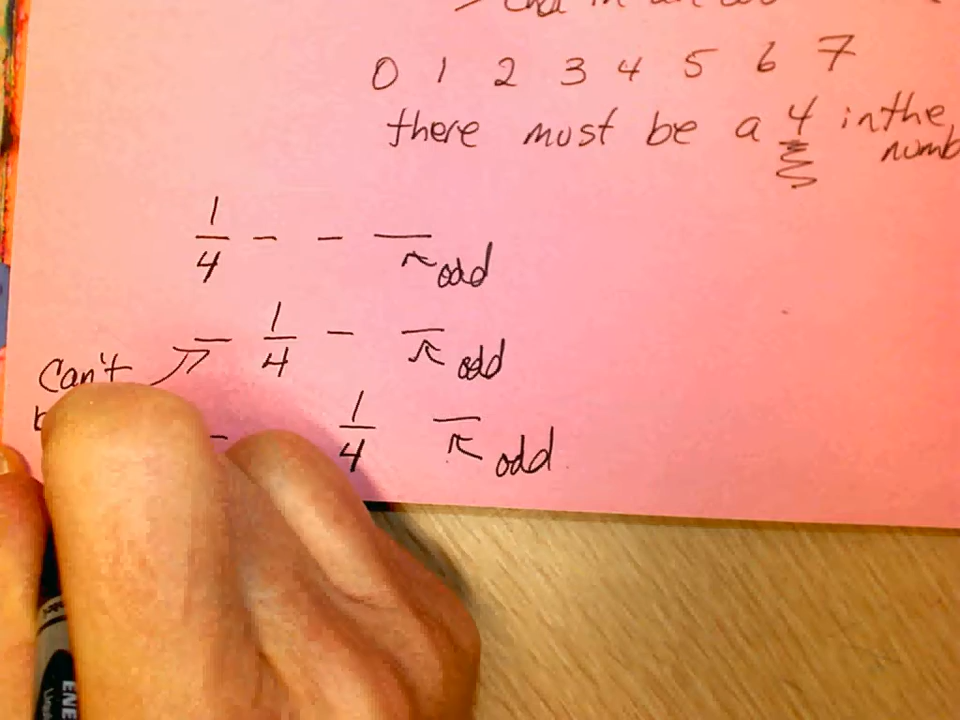 0 1 2 3 4 5 6 7
there must be a 4 in the
1
4 _ _ _
odd
_ 1 _ _
4
odd
Can't
1
4
odd
ENE